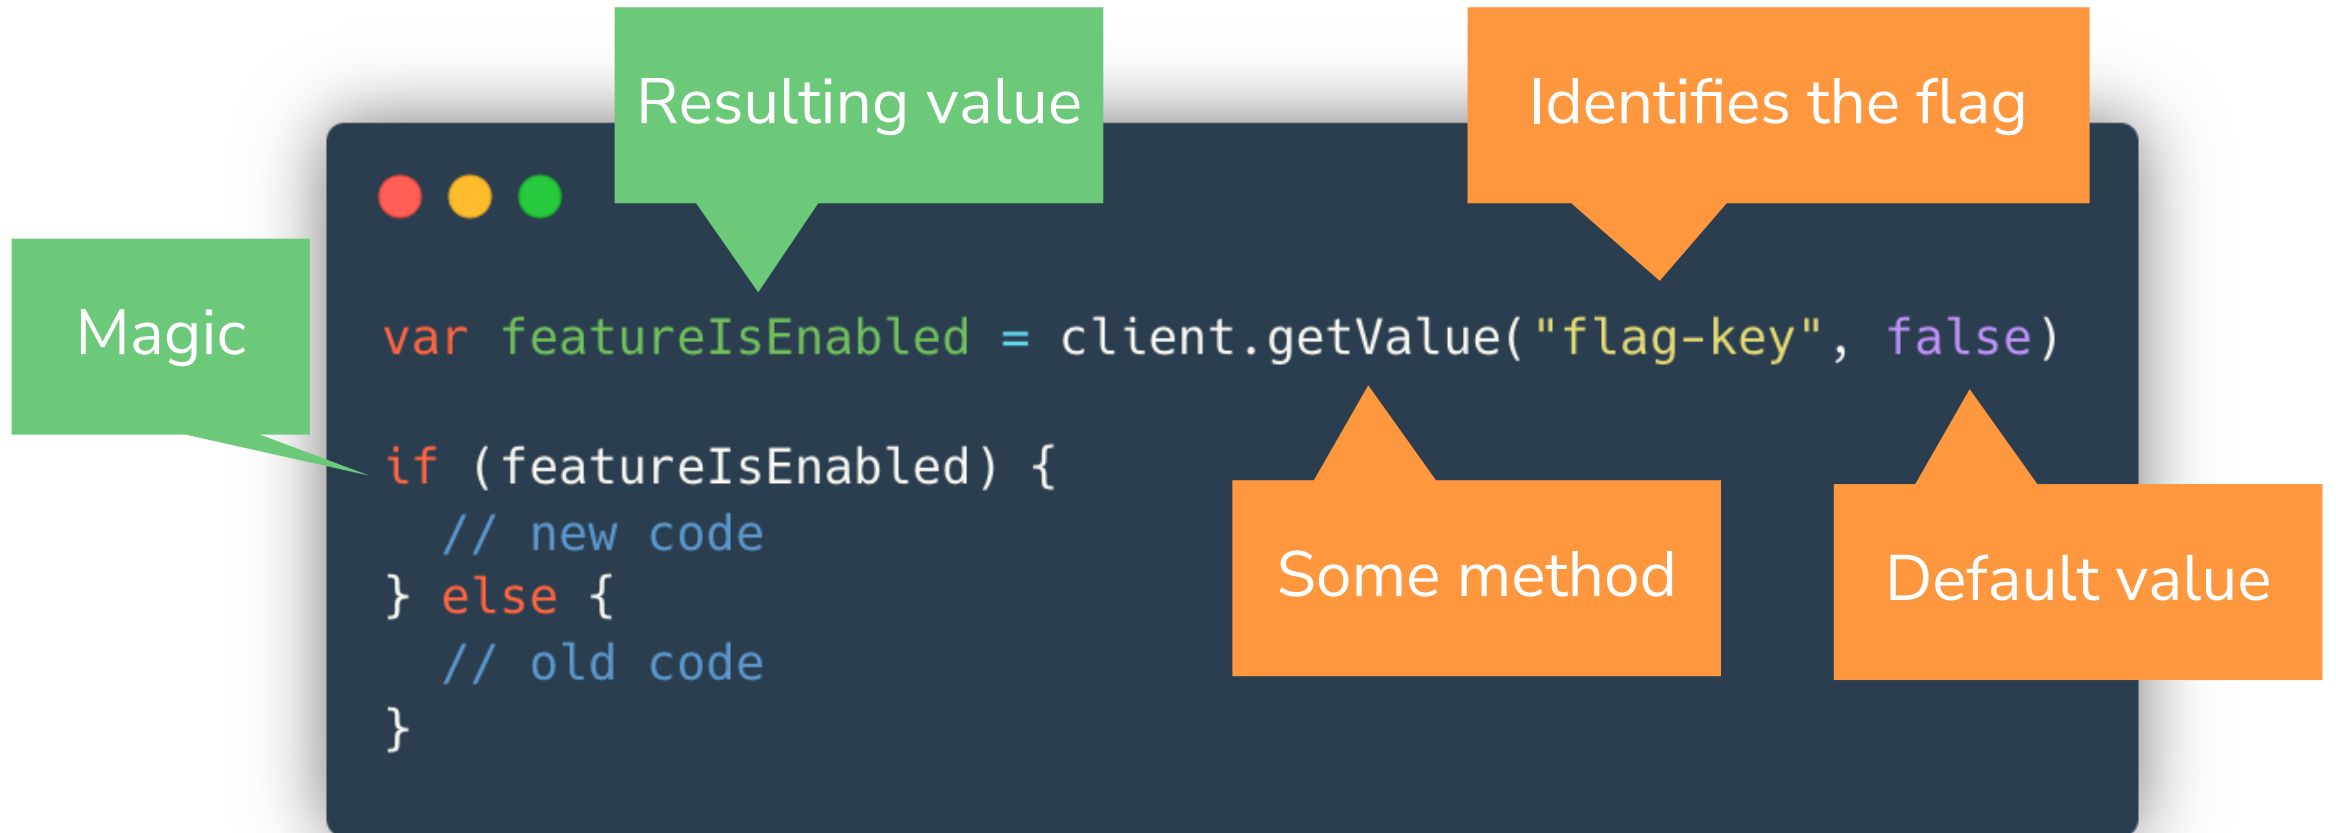 Resulting value
Identifies the flag
Magic
var featureIsEnabled = client.getValue("flag-key", false)
if (featureIsEnabled) {
// new code
} else {
// old code
}
Some method
Default value